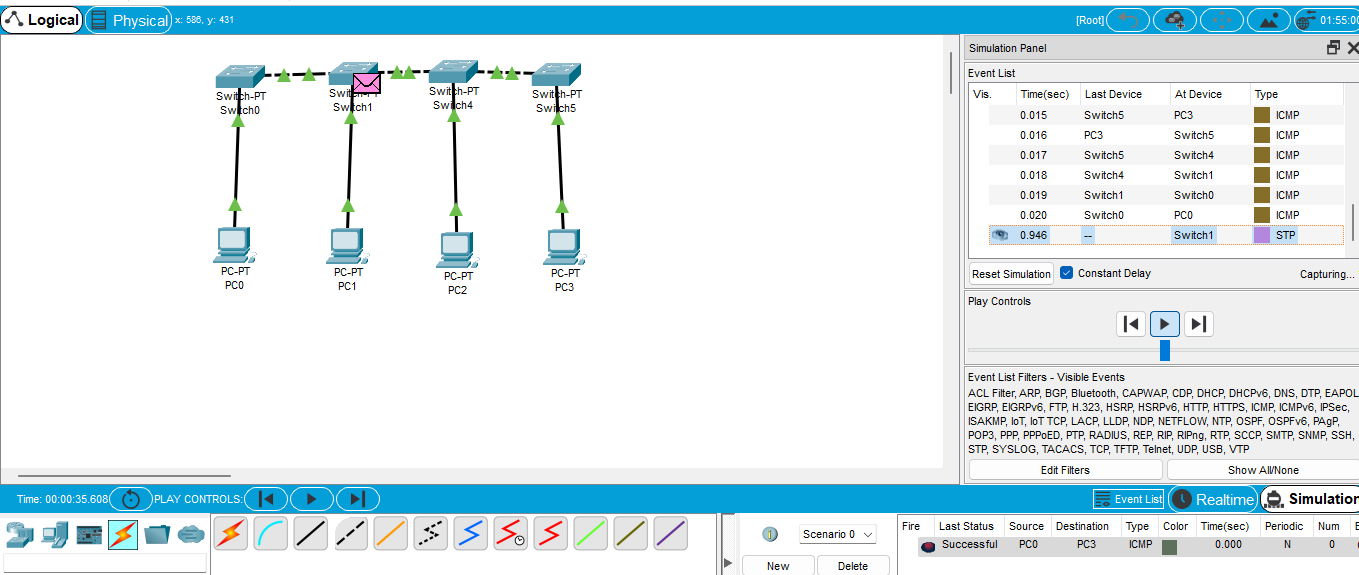 Logical
Physical
x: 586, y: 431
[Root]
01:55:00
Simulation Panel
Event List
Vis. Time(sec) Last Device At Device Type
0.015 Switch5 PC3 ICMP
0.016 PC3 Switch5 ICMP
0.017 Switch5 Switch4 ICMP
0.018 Switch4 Switch1 ICMP
0.019 Switch1 Switch0 ICMP
0.020 Switch0 PC0 ICMP
0.946 -- Switch1 STP
Reset Simulation Constant Delay Capturing...
Play Controls
Event List Filters - Visible Events
ACL Filter, ARP, BGP, Bluetooth, CAPWAP, CDP, DHCP, DHCPv6, DNS, DTP, EAPOL,
EIGRP, EIGRPv6, FTP, H.323, HSRP, HSRPv6, HTTP, HTTPS, ICMP, ICMPv6, IPSec,
ISAKMP, IoT, IoT TCP, LACP, LLDP, NDP, NETFLOW, NTP, OSPF, OSPFv6, PAgP,
POP3, PPP, PPPoED, PTP, RADIUS, REP, RIP, RIPng, RTP, SCCP, SMTP, SNMP, SSH,
STP, SYSLOG, TACACS, TCP, TFTP, Telnet, UDP, USB, VTP
Edit Filters Show All/None
Switch-PT
Switch0
Switch-PT
Switch1
Switch-PT
Switch4
Switch-PT
Switch5
PC-PT
PC0
PC-PT
PC1
PC-PT
PC2
PC-PT
PC3
Time: 00:00:35.608 PLAY CONTROLS:
Event List Realtime Simulation
Scenario 0
New Delete
Fire Last Status Source Destination Type Color Time(sec) Periodic Num
Successful PC0 PC3 ICMP 0.000 N 0